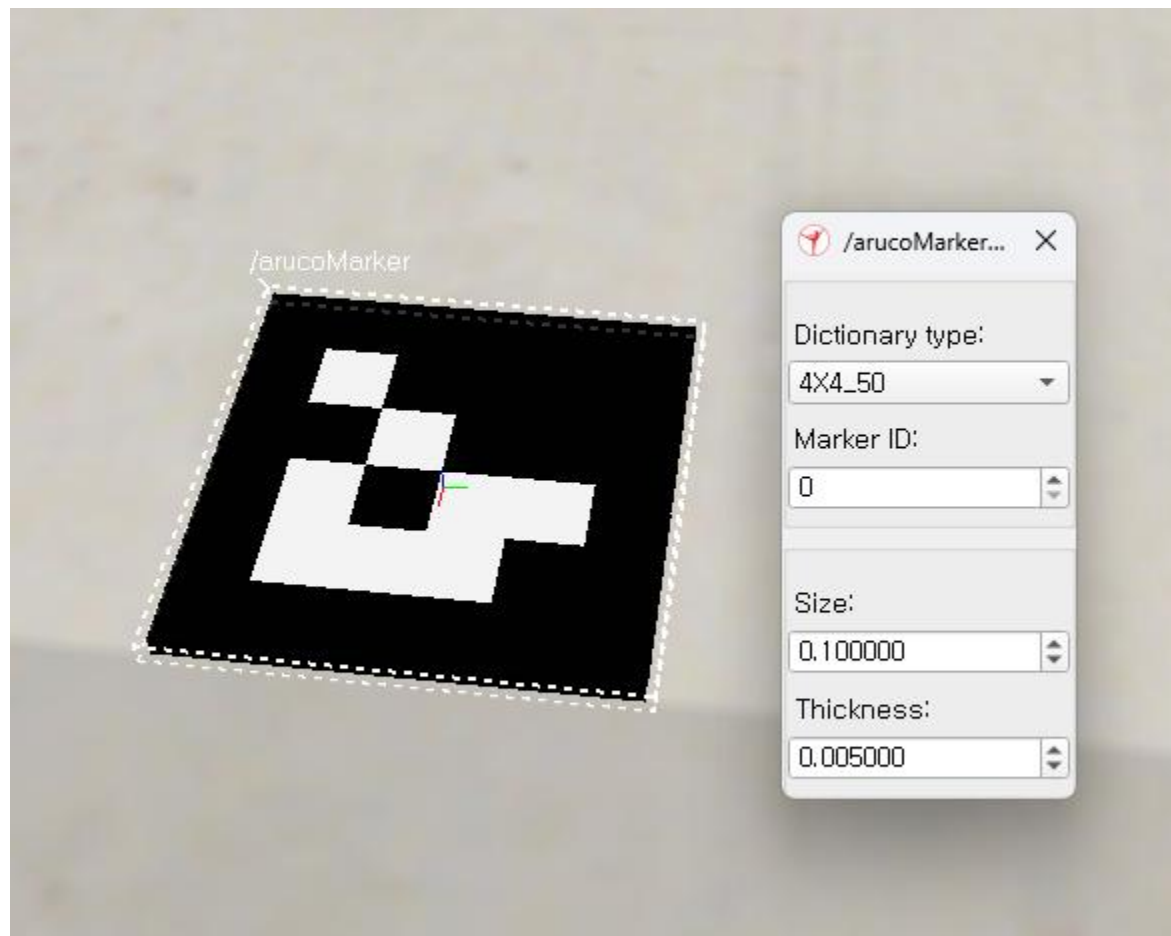 /arucoMarker
/arucoMarker...
Dictionary type:
4X4_50
Marker ID:
0
Size:
0.100000
Thickness:
0.005000